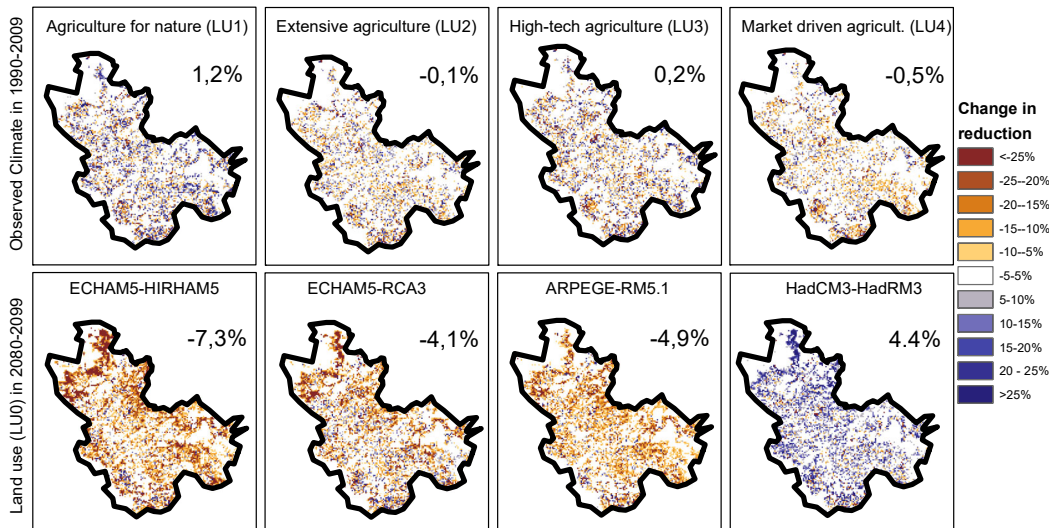 Agriculture for nature (LU1)
Extensive agriculture (LU2)
High-tech agriculture (LU3)
Market driven agricult. (LU4)
1,2%
-0,1%
0,2%
-0,5%
Observed Climate in 1990-2009
ECHAM5-HIRHAM5
ECHAM5-RCA3
ARPEGE-RM5.1
HadCM3-HadRM3
-7,3%
-4,1%
-4,9%
4.4%
Land use (LU0) in 2080-2099
Change in
reduction
<-25%
-25--20%
-20--15%
-15--10%
-10--5%
-5-5%
5-10%
10-15%
15-20%
20 - 25%
>25%